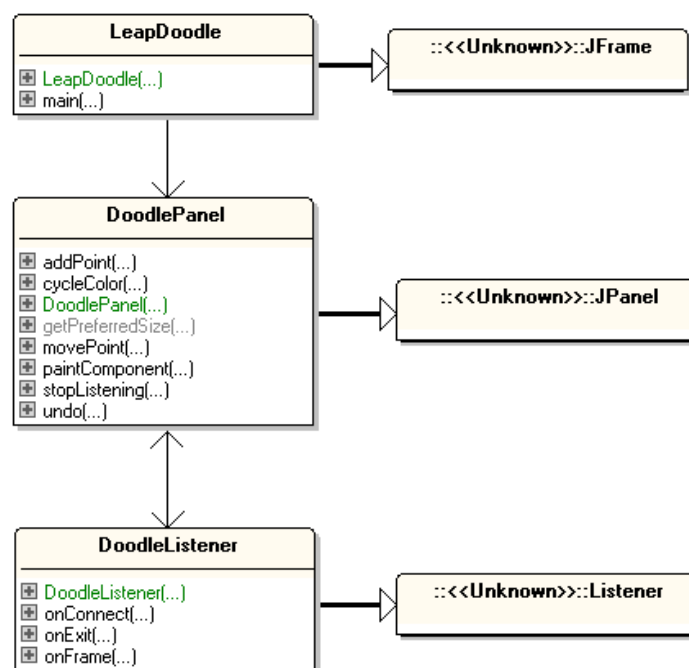 LeapDoodle
LeapDoodle(...)
main(...)
::<<Unknown>>::JFrame
DoodlePanel
addPoint(...)
cycleColor(...)
DoodlePanel(...)
getPreferredSize(...)
movePoint(...)
paintComponent(...)
stopListening(...)
undo(...)
::<<Unknown>>::JPanel
DoodleListener
DoodleListener(...)
onConnect(...)
onExit(...)
onFrame(...)
::<<Unknown>>::Listener